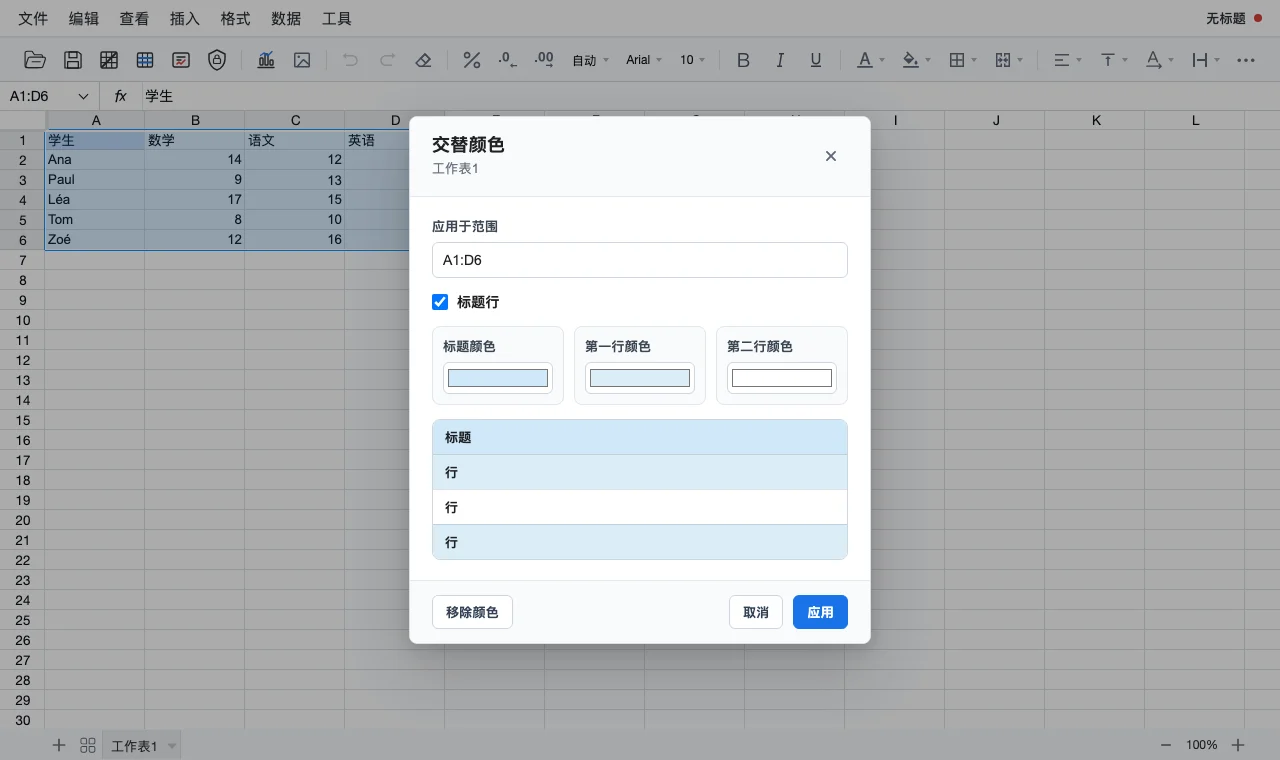 文件 编辑 查看 插入 格式 数据 工具 无标题
% .0 .00 自动 Arial 10 B I U A A
A1:D6 fx 学生
A B C D I J K L
1 学生 数学 语文 英语
2 Ana 14 12
3 Paul 9 13
4 Léa 17 15
5 Tom 8 10
6 Zoé 12 16
7
8
9
10
11
12
13
14
15
16
17
18
19
20
21
22
23
24
25
26
27
28
29
30
交替颜色
工作表1
应用于范围
A1:D6
标题行
标题颜色 第一行颜色 第二行颜色
标题
行
行
行
移除颜色 取消 应用
工作表1 100%